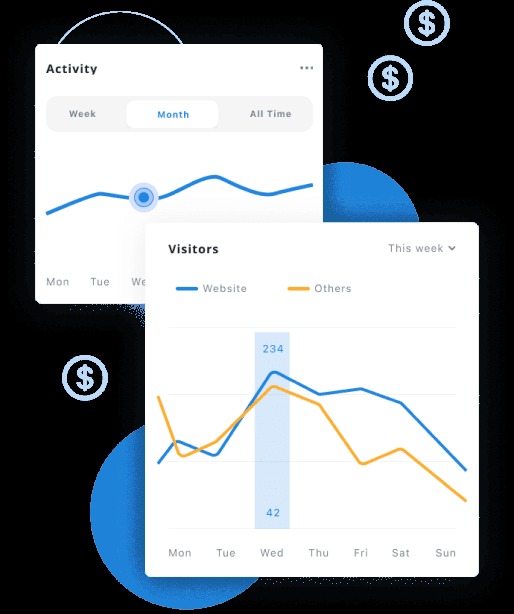 Activity
Week Month All Time
Mon Tue We
Visitors This week
Website Others
234
42
Mon Tue Wed Thu Fri Sat Sun
$
$
$